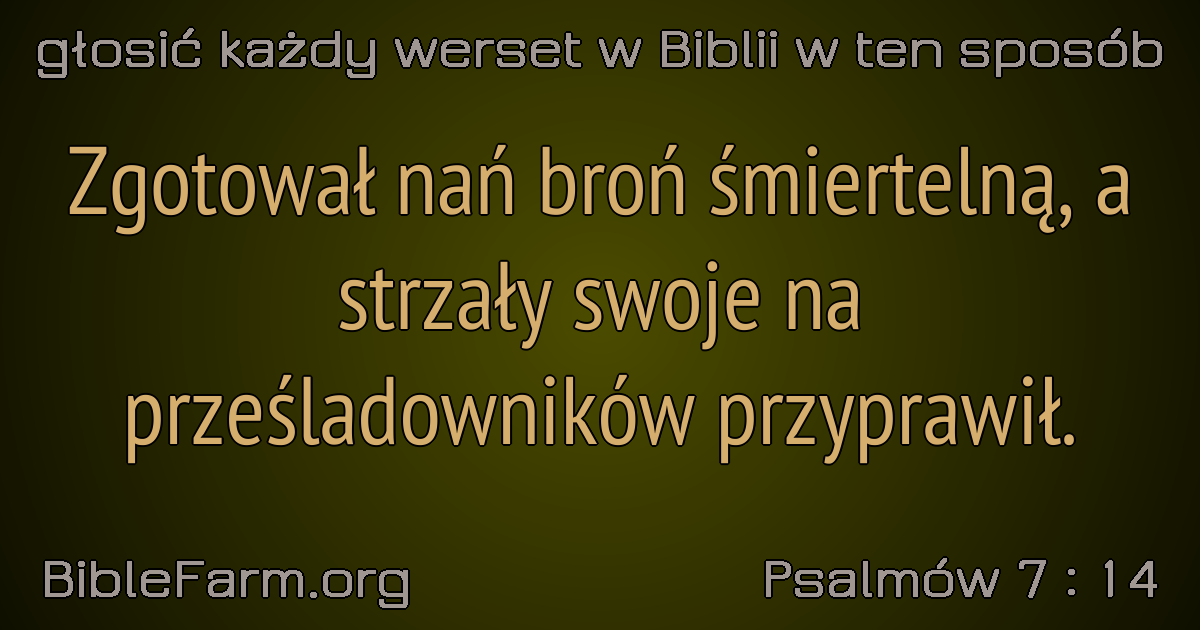 głosić każdy werset w Biblii w ten sposób
Zgotował nań broń śmiertelną, a
strzały swoje na
prześladowników przyprawił.
BibleFarm.org
Psalmów 7 : 14